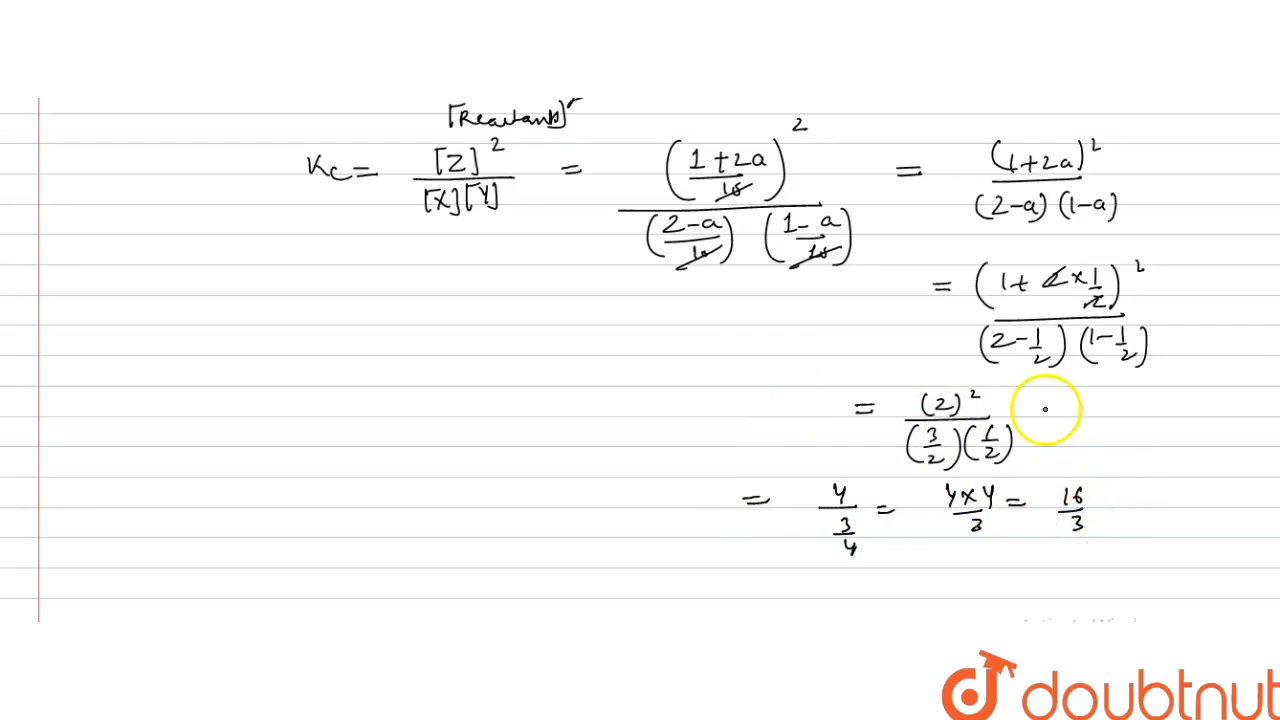 [Reactant]
Kc = [Z]² / [X][Y] = ((1+2a)/10)² / ((2-a)/10) ((1-a)/10) = (1+2a)² / (2-a) (1-a)
= (1+2×1/2)² / (2-1/2) (1-1/2)
= (2)² / (3/2)(1/2)
= 4 / (3/4) = 4×4/3 = 16/3
doubtnut